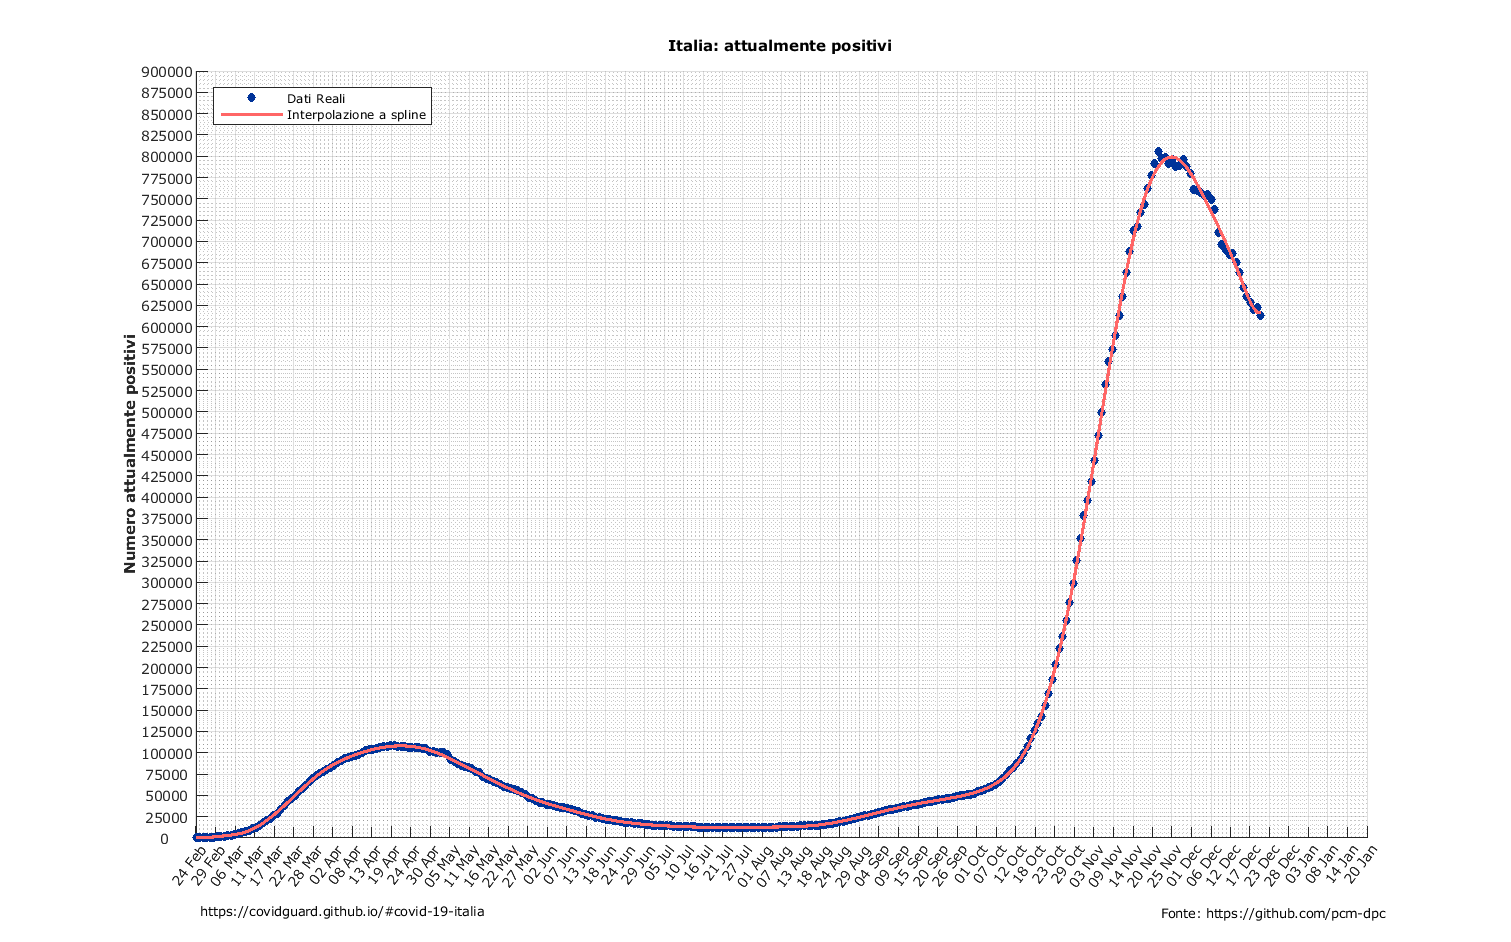 Italia: attualmente positivi
900000
875000
850000
825000
800000
775000
750000
725000
700000
675000
650000
625000
600000
575000
550000
525000
500000
475000
450000
425000
400000
375000
350000
325000
300000
275000
250000
225000
200000
175000
150000
125000
100000
75000
50000
25000
0
Dati Reali
Interpolazione a spline
Numero attualmente positivi
24 Feb
29 Feb
06 Mar
11 Mar
17 Mar
22 Mar
28 Mar
02 Apr
08 Apr
13 Apr
19 Apr
24 Apr
30 Apr
05 May
11 May
16 May
22 May
27 May
02 Jun
07 Jun
13 Jun
18 Jun
24 Jun
29 Jun
05 Jul
10 Jul
16 Jul
21 Jul
27 Jul
01 Aug
07 Aug
13 Aug
18 Aug
24 Aug
29 Aug
04 Sep
09 Sep
15 Sep
20 Sep
26 Sep
01 Oct
07 Oct
12 Oct
18 Oct
23 Oct
29 Oct
03 Nov
09 Nov
14 Nov
20 Nov
25 Nov
01 Dec
06 Dec
12 Dec
17 Dec
23 Dec
28 Dec
03 Jan
08 Jan
14 Jan
20 Jan
https://covidguard.github.io/#covid-19-italia
Fonte: https://github.com/pcm-dpc